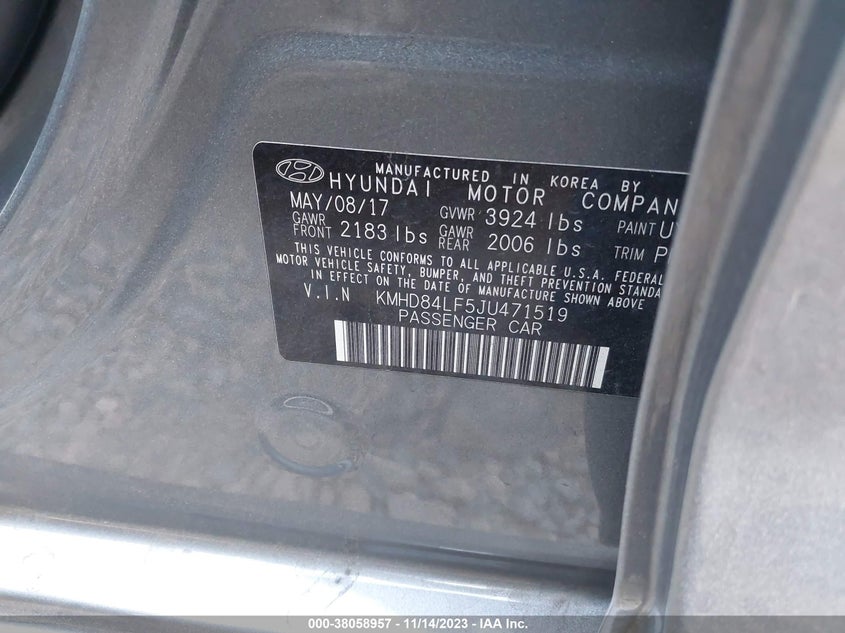 MANUFACTURED IN KOREA BY
HYUNDAI MOTOR COMPAN
MAY/08/17 GVWR 3924 lbs PAINT
GAWR FRONT 2183 lbs GAWR REAR 2006 lbs TRIM P
THIS VEHICLE CONFORMS TO ALL APPLICABLE U.S.A. FEDERAL
MOTOR VEHICLE SAFETY, BUMPER, AND THEFT PREVENTION STANDA
IN EFFECT ON THE DATE OF MANUFACTURE SHOWN ABOVE
V.I.N KMHD84LF5JU471519
PASSENGER CAR
000-38058957 - 11/14/2023 - IAA Inc.